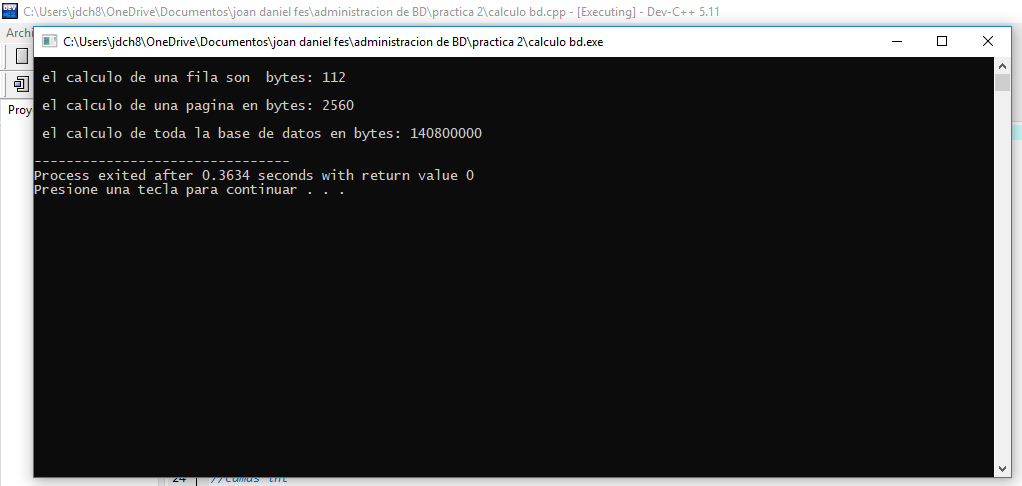 C:\Users\jdch8\OneDrive\Documentos\joan daniel fes\administracion de BD\practica 2\calculo bd.cpp - [Executing] - Dev-C++ 5.11
Archi
C:\Users\jdch8\OneDrive\Documentos\joan daniel fes\administracion de BD\practica 2\calculo bd.exe
Proy
el calculo de una fila son  bytes: 112
el calculo de una pagina en bytes: 2560
el calculo de toda la base de datos en bytes: 140800000
--------------------------------
Process exited after 0.3634 seconds with return value 0
Presione una tecla para continuar . . .
24 //camas int